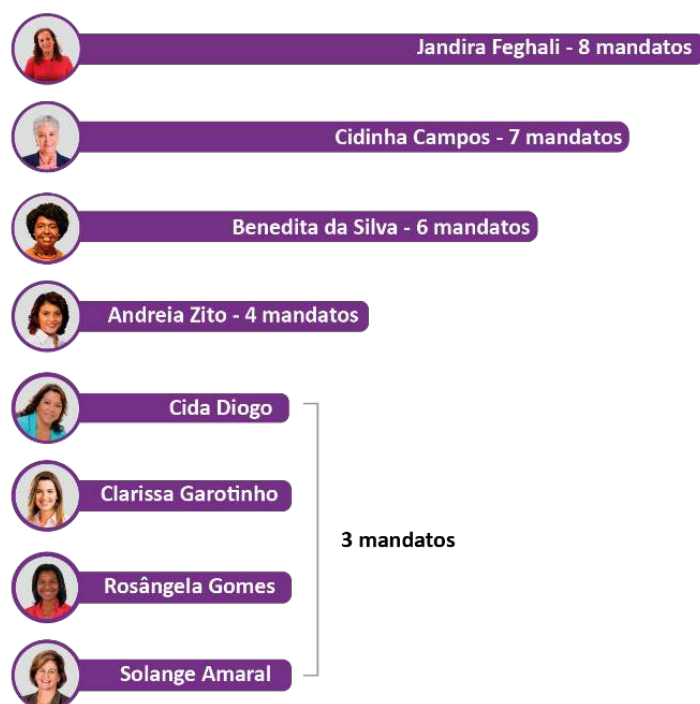 Jandira Feghali - 8 mandatos
Cidinha Campos - 7 mandatos
Benedita da Silva - 6 mandatos
Andreia Zito - 4 mandatos
Cida Diogo
Clarissa Garotinho
3 mandatos
Rosângela Gomes
Solange Amaral